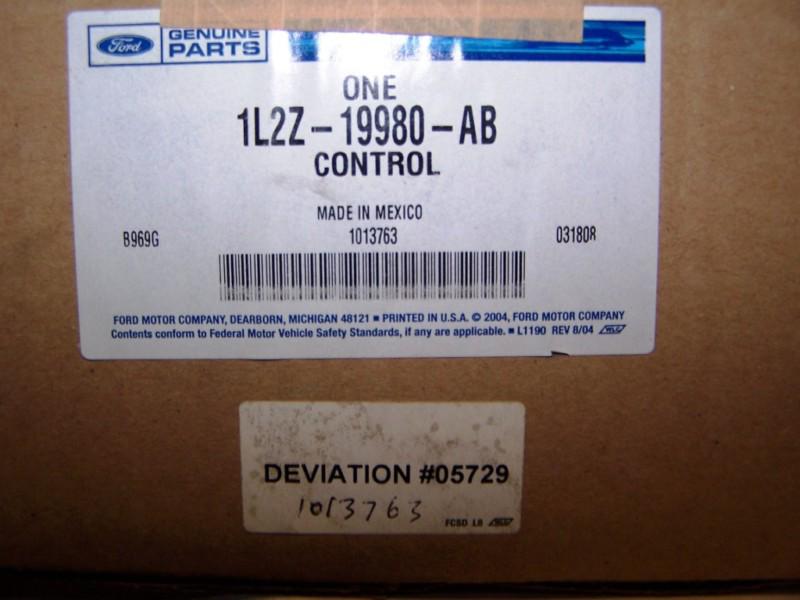 Ford GENUINE
PARTS
ONE
1L2Z-19980-AB
CONTROL
MADE IN MEXICO
B969G 1013763 031808
FORD MOTOR COMPANY, DEARBORN, MICHIGAN 48121 ■ PRINTED IN U.S.A. © 2004, FORD MOTOR COMPANY
Contents conform to Federal Motor Vehicle Safety Standards, if any are applicable. ■ L1190 REV 8/04
DEVIATION #05729
1013763
FCSD LB